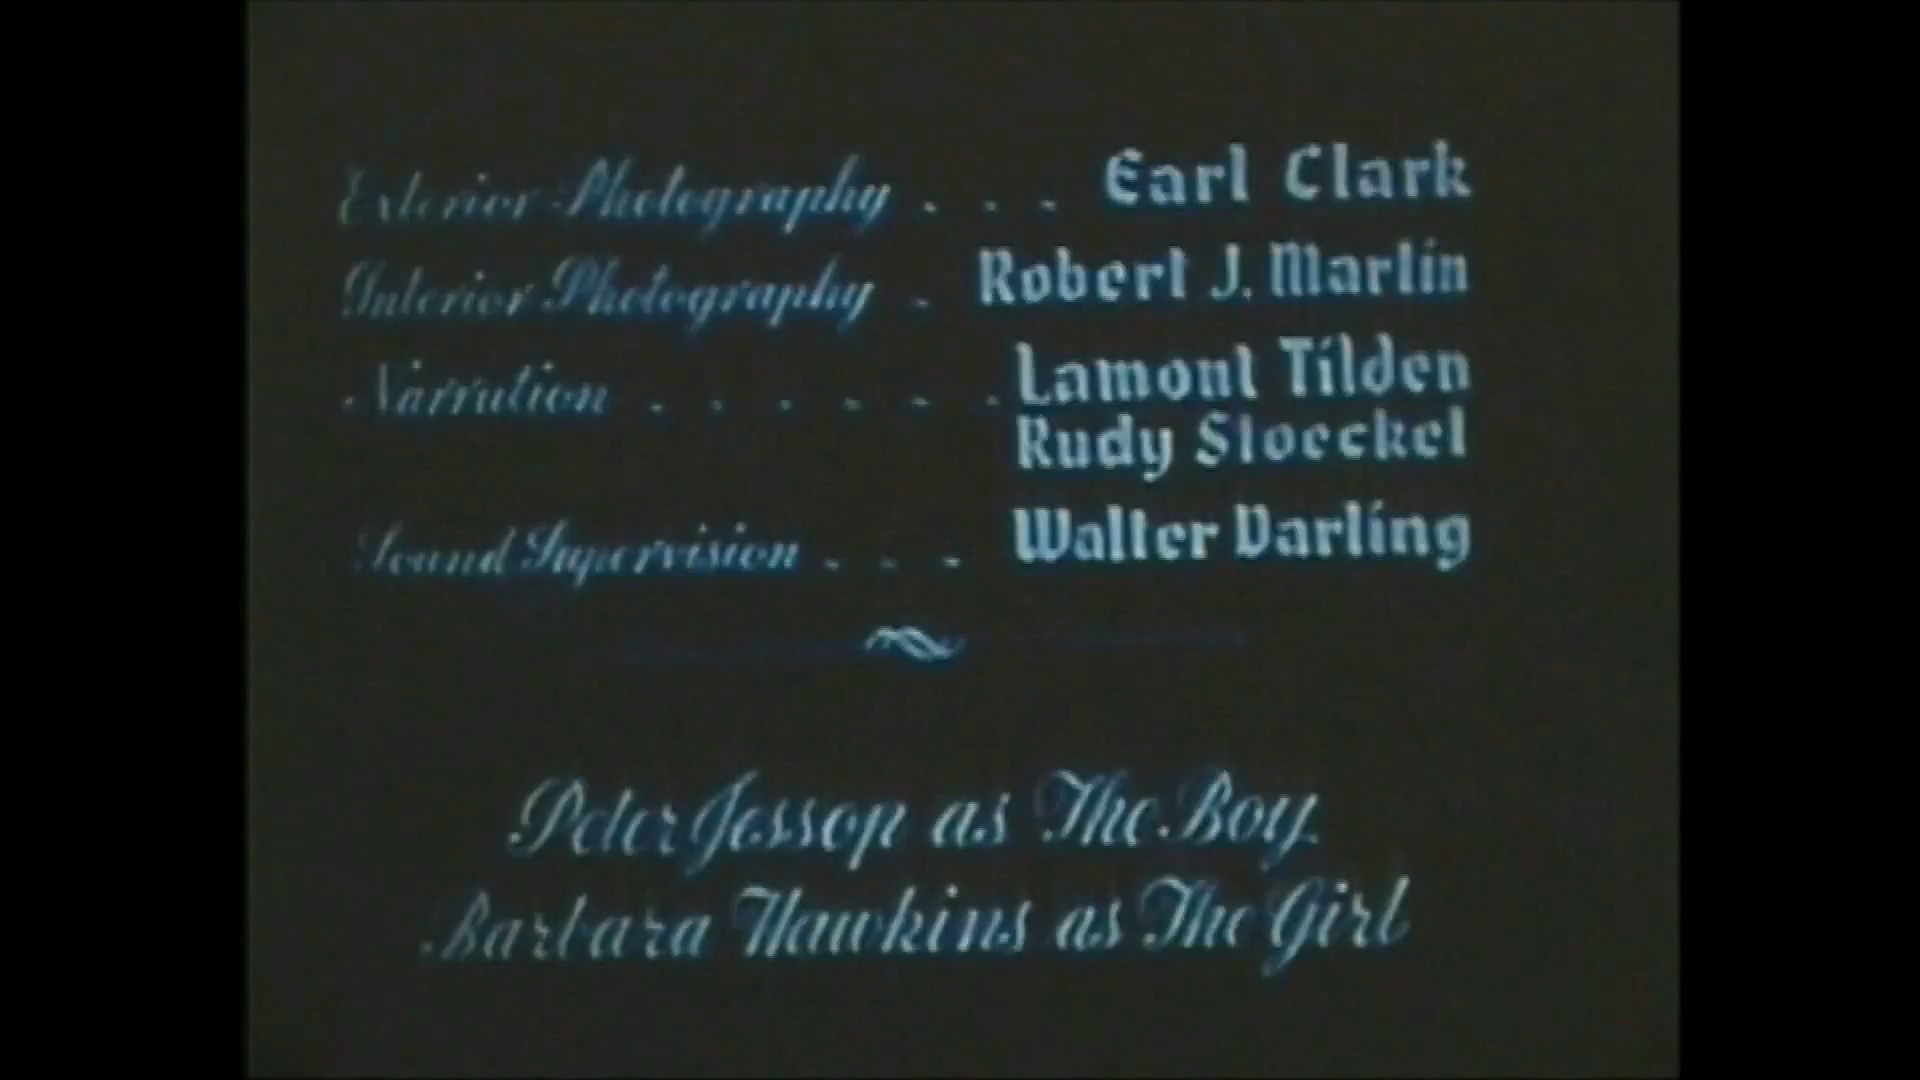 Exterior Photography . . . Earl Clark
Interior Photography . Robert J. Martin
Narration . . . . . . Lamont Tilden
Rudy Stoeckel
Sound Supervision . . . Walter Darling
Peter Jessop as The Boy
Barbara Hawkins as The Girl